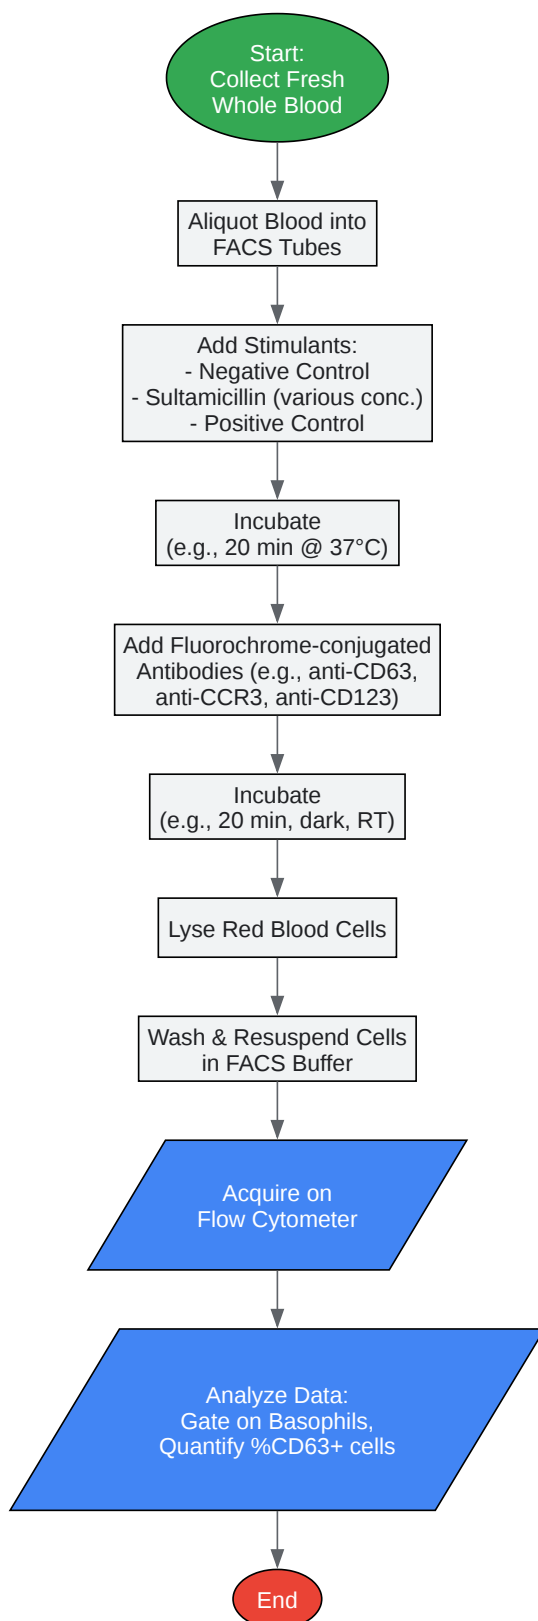 Start:
Collect Fresh
Whole Blood
Aliquot Blood into
FACS Tubes
Add Stimulants:
- Negative Control
- Sultamicillin (various conc.)
- Positive Control
Incubate
(e.g., 20 min @ 37°C)
Add Fluorochrome-conjugated
Antibodies (e.g., anti-CD63,
anti-CCR3, anti-CD123)
Incubate
(e.g., 20 min, dark, RT)
Lyse Red Blood Cells
Wash & Resuspend Cells
in FACS Buffer
Acquire on
Flow Cytometer
Analyze Data:
Gate on Basophils,
Quantify %CD63+ cells
End